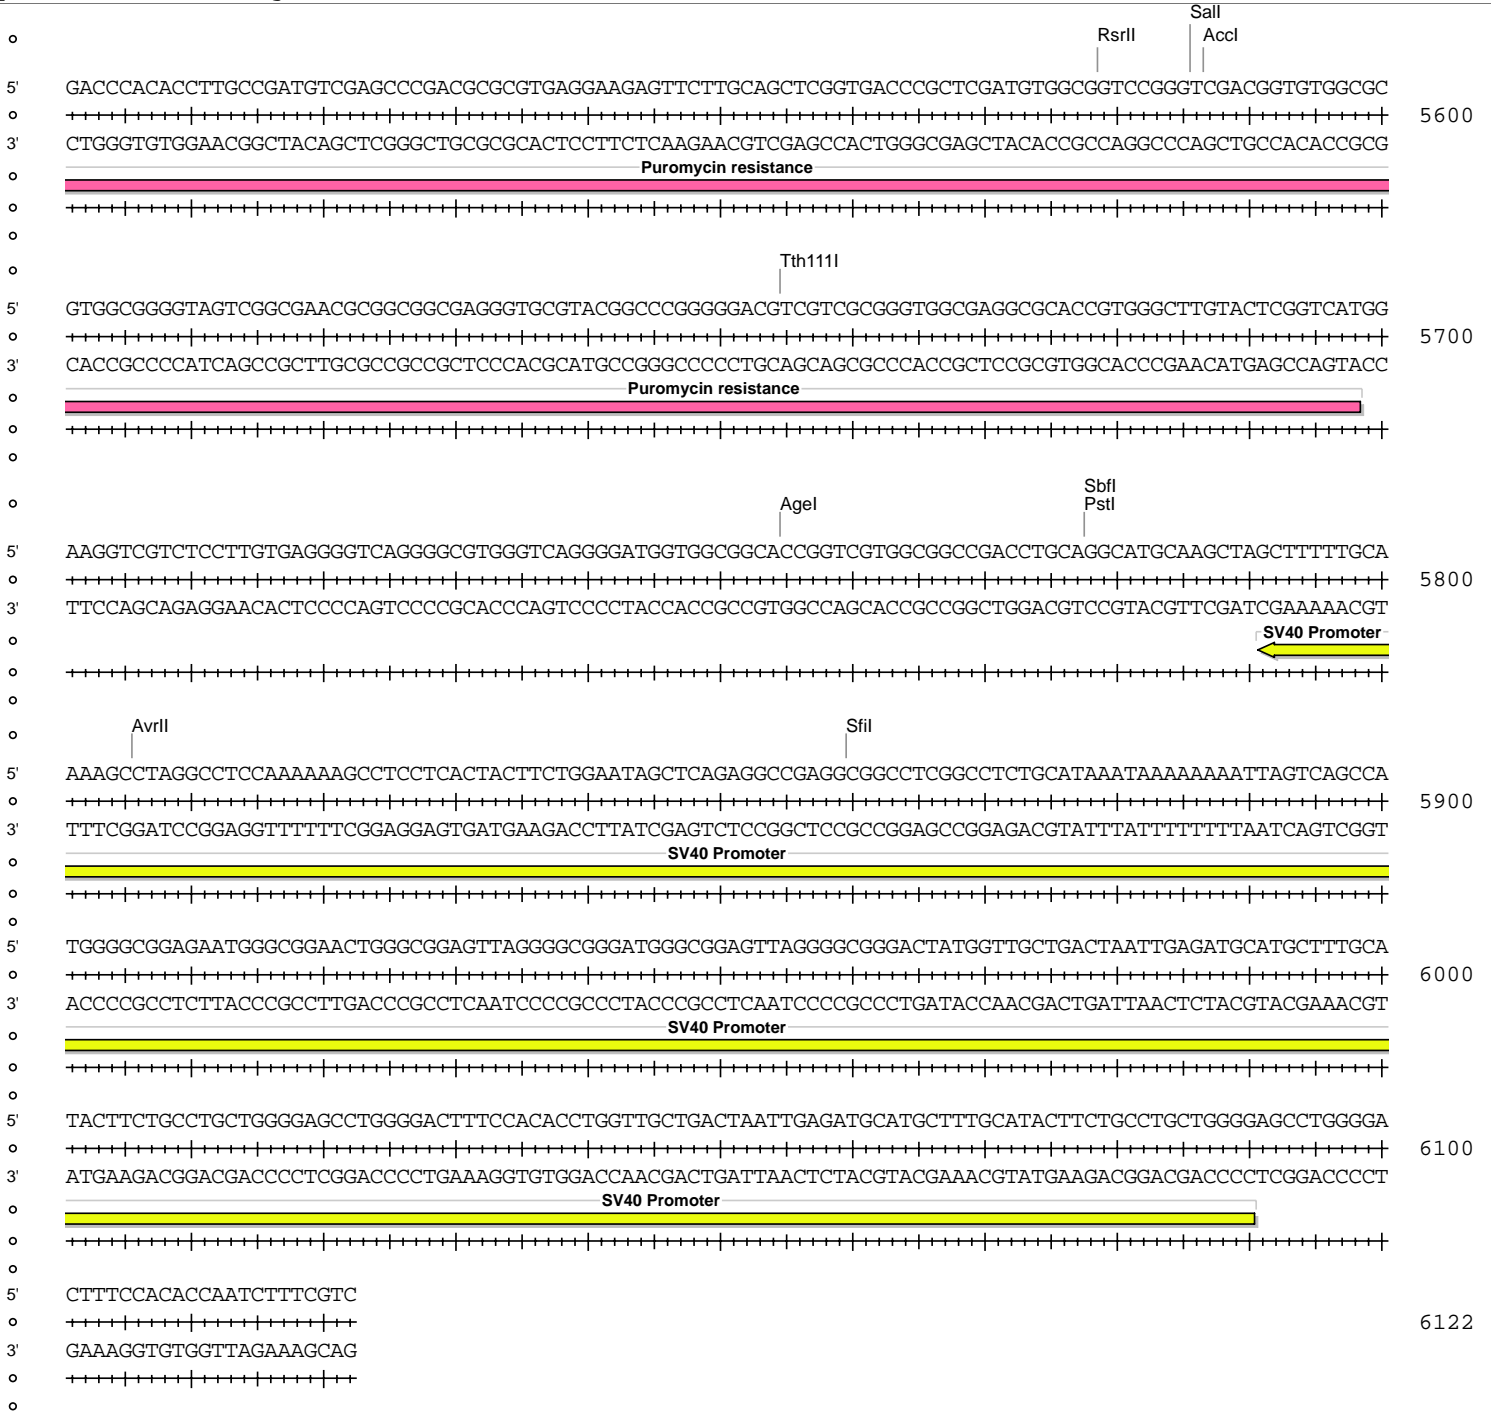 SalI
RsrII AccI
5' GACCCACACCTTGCCGATGTCGAGCCCGACGCGCGTGAGGAAGAGTTCTTGCAGCTCGGTGACCCGCTCGATGTGGCGGTCCGGGTCGACGGTGTGGCGC
5600
3' CTGGGTGTGGAACGGCTACAGCTCGGGCTGCGCGCACTCCTTCTCAAGAACGTCGAGCCACTGGGCGAGCTACACCGCCAGGCCCAGCTGCCACACCGCG
Puromycin resistance
Tth111I
5' GTGGCGGGGTAGTCGGCGAACGCGGCGGCGAGGGTGCGTACGGCCCGGGGGACGTCGTCGCGGGTGGCGAGGCGCACCGTGGGCTTGTACTCGGTCATGG
5700
3' CACCGCCCCATCAGCCGCTTGCGCCGCCGCTCCCACGCATGCCGGGCCCCCTGCAGCAGCGCCCACCGCTCCGCGTGGCACCCGAACATGAGCCAGTACC
Puromycin resistance
SbfI
AgeI PstI
5' AAGGTCGTCTCCTTGTGAGGGGTCAGGGGCGTGGGTCAGGGGATGGTGGCGGCACCGGTCGTGGCGGCCGACCTGCAGGCATGCAAGCTAGCTTTTTGCA
5800
3' TTCCAGCAGAGGAACACTCCCCAGTCCCCGCACCCAGTCCCCTACCACCGCCGTGGCCAGCACCGCCGGCTGGACGTCCGTACGTTCGATCGAAAAACGT
SV40 Promoter
AvrII SfiI
5' AAAGCCTAGGCCTCCAAAAAAGCCTCCTCACTACTTCTGGAATAGCTCAGAGGCCGAGGCGGCCTCGGCCTCTGCATAAATAAAAAAAATTAGTCAGCCA
5900
3' TTTCGGATCCGGAGGTTTTTTCGGAGGAGTGATGAAGACCTTATCGAGTCTCCGGCTCCGCCGGAGCCGGAGACGTATTTATTTTTTTTAATCAGTCGGT
SV40 Promoter
5' TGGGGCGGAGAATGGGCGGAACTGGGCGGAGTTAGGGGCGGGATGGGCGGAGTTAGGGGCGGGACTATGGTTGCTGACTAATTGAGATGCATGCTTTGCA
6000
3' ACCCCGCCTCTTACCCGCCTTGACCCGCCTCAATCCCCGCCCTACCCGCCTCAATCCCCGCCCTGATACCAACGACTGATTAACTCTACGTACGAAACGT
SV40 Promoter
5' TACTTCTGCCTGCTGGGGAGCCTGGGGACTTTCCACACCTGGTTGCTGACTAATTGAGATGCATGCTTTGCATACTTCTGCCTGCTGGGGAGCCTGGGGA
6100
3' ATGAAGACGGACGACCCCTCGGACCCCTGAAAGGTGTGGACCAACGACTGATTAACTCTACGTACGAAACGTATGAAGACGGACGACCCCTCGGACCCCT
SV40 Promoter
5' CTTTCCACACCAATCTTTCGTC
6122
3' GAAAGGTGTGGTTAGAAAGCAG